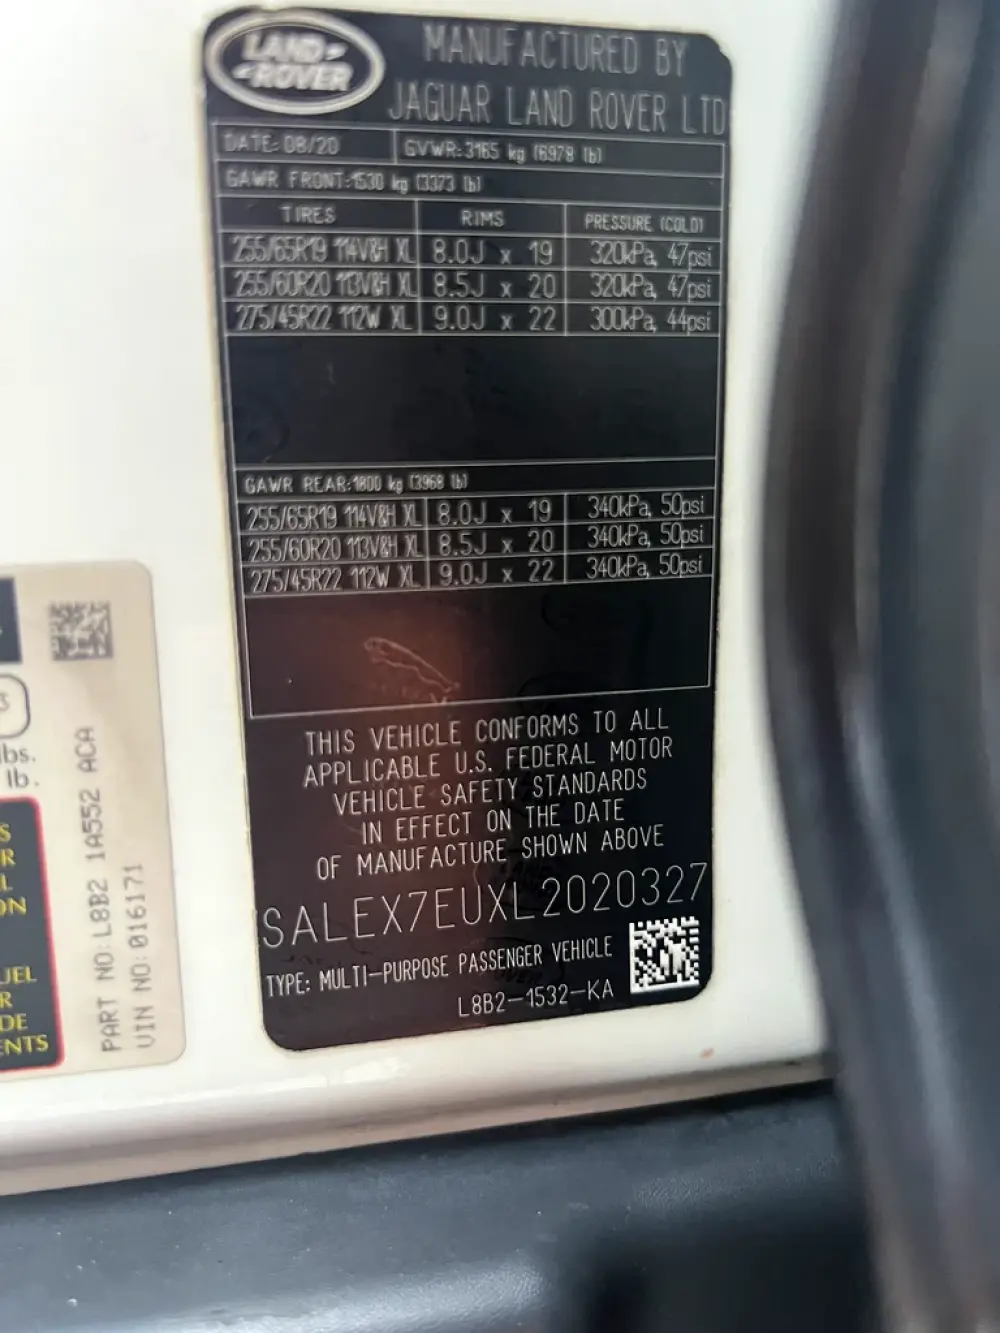 LAND ROVER
MANUFACTURED BY
JAGUAR LAND ROVER LTD
DATE: 08/20 GVWR:3165 kg (6978 lb)
GAWR FRONT:1530 kg (3373 lb)
TIRES RIMS PRESSURE (COLD)
255/65R19 114V&H XL 8.0J x 19 320kPa, 47psi
255/60R20 113V&H XL 8.5J x 20 320kPa, 47psi
275/45R22 112W XL 9.0J x 22 300kPa, 44psi
GAWR REAR:1800 kg (3968 lb)
255/65R19 114V&H XL 8.0J x 19 340kPa, 50psi
255/60R20 113V&H XL 8.5J x 20 340kPa, 50psi
275/45R22 112W XL 9.0J x 22 340kPa, 50psi
THIS VEHICLE CONFORMS TO ALL
APPLICABLE U.S. FEDERAL MOTOR
VEHICLE SAFETY STANDARDS
IN EFFECT ON THE DATE
OF MANUFACTURE SHOWN ABOVE
SALEX7EUXL2020327
TYPE: MULTI-PURPOSE PASSENGER VEHICLE
L8B2-1532-KA
lbs.
lb.
PART NO:L8B2 1A552 ACA
VIN NO:016171